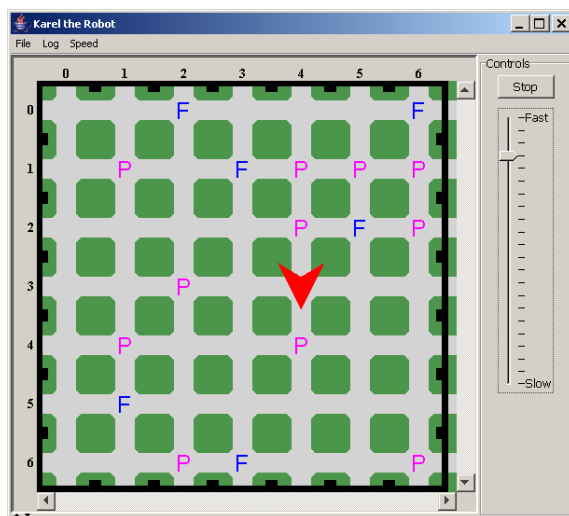 Karel the Robot
File Log Speed
Controls
Stop
Fast
Slow
0 1 2 3 4 5 6
0 F F
1 P F P P P
2 P F P
3 P
4 P P
5 F
6 P F P